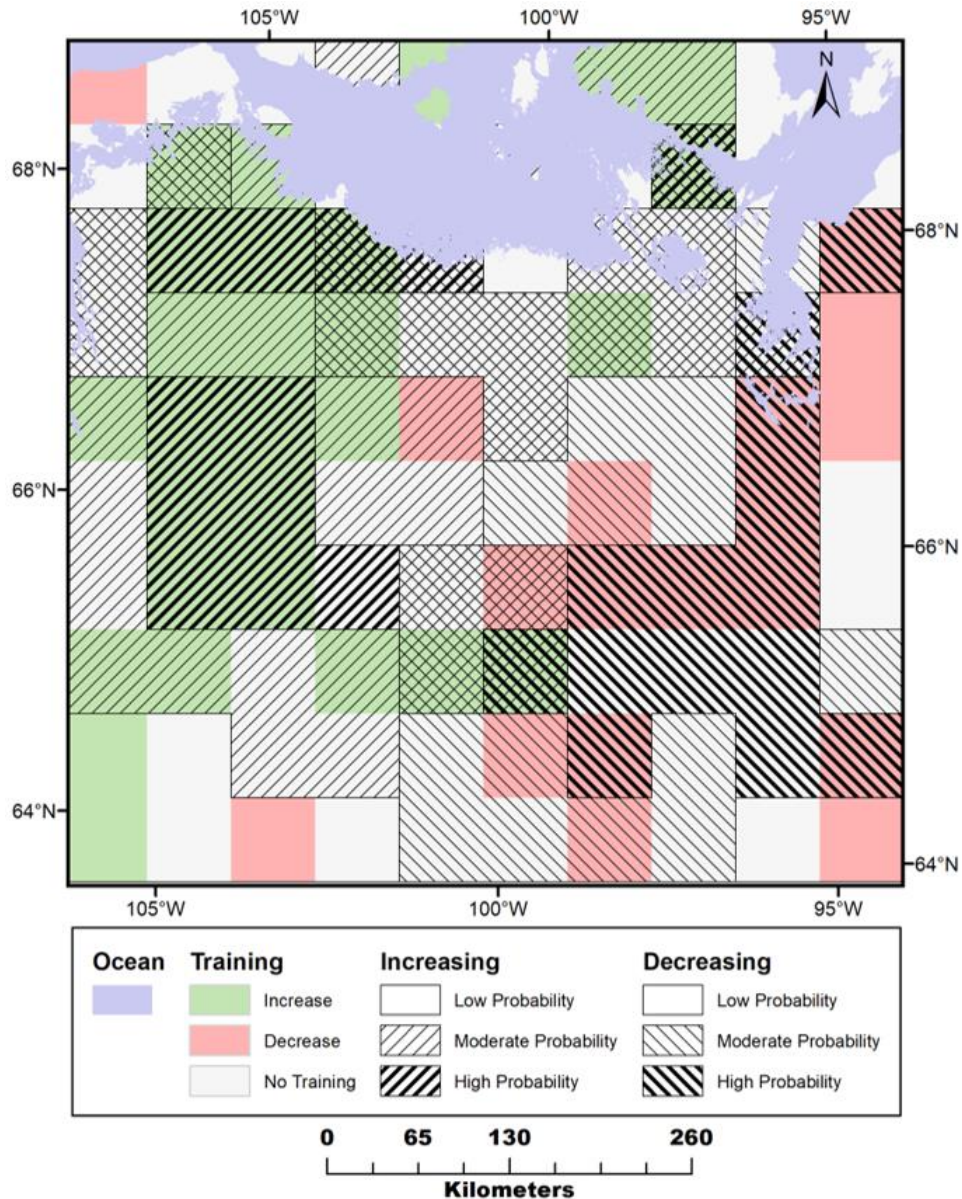 105°W 100°W 95°W
N
68°N
68°N
66°N
66°N
64°N
64°N
105°W 100°W 95°W
Ocean Training Increasing Decreasing
Increase Low Probability Low Probability
Decrease Moderate Probability Moderate Probability
No Training High Probability High Probability
0 65 130 260
Kilometers